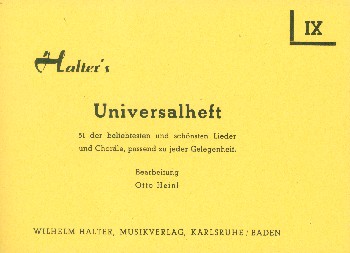 IX
Halter's
Universalheft
51 der beliebtesten und schönsten Lieder
und Choräle, passend zu jeder Gelegenheit.
Bearbeitung
Otto Heinl
WILHELM HALTER, MUSIKVERLAG, KARLSRUHE / BADEN